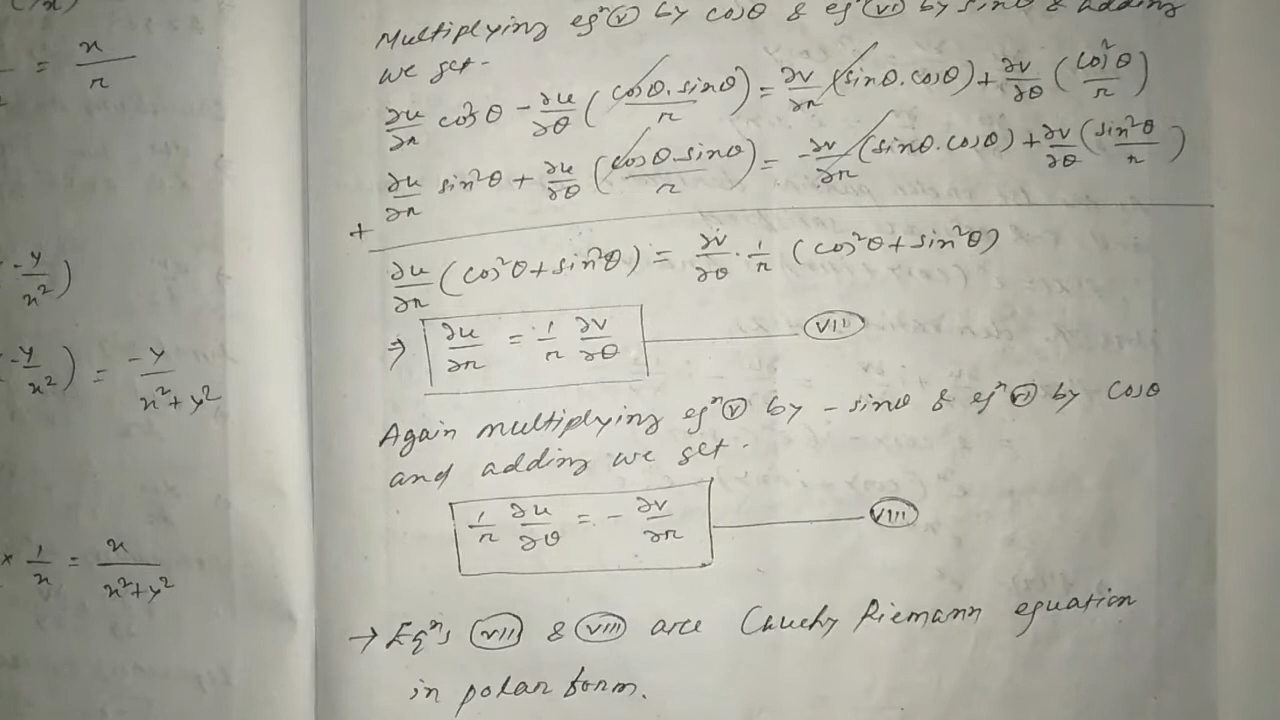 = x/r
-y/x²)
-y/x²) = -y/x²+y²
× 1/x = x/x²+y²
Multiplying eqⁿ (v) by cosθ & eqⁿ (vi) by sinθ & adding
we get-
∂u/∂r cos²θ - ∂u/∂θ (cosθ.sinθ/r) = ∂v/∂r (sinθ.cosθ) + ∂v/∂θ (cos²θ/r)
∂u/∂r sin²θ + ∂u/∂θ (cosθ.sinθ/r) = -∂v/∂r (sinθ.cosθ) + ∂v/∂θ (sin²θ/r)
+
∂u/∂r (cos²θ + sin²θ) = ∂v/∂θ . 1/r (cos²θ + sin²θ)
⇒ ∂u/∂r = 1/r ∂v/∂θ — (VII)
Again multiplying eqⁿ (v) by - sinθ & eqⁿ (vi) by cosθ
and adding we get.
1/r ∂u/∂θ = - ∂v/∂r — (VIII)
→ Eqⁿs (VII) & (VIII) are Cauchy Riemann equation
in polar form.